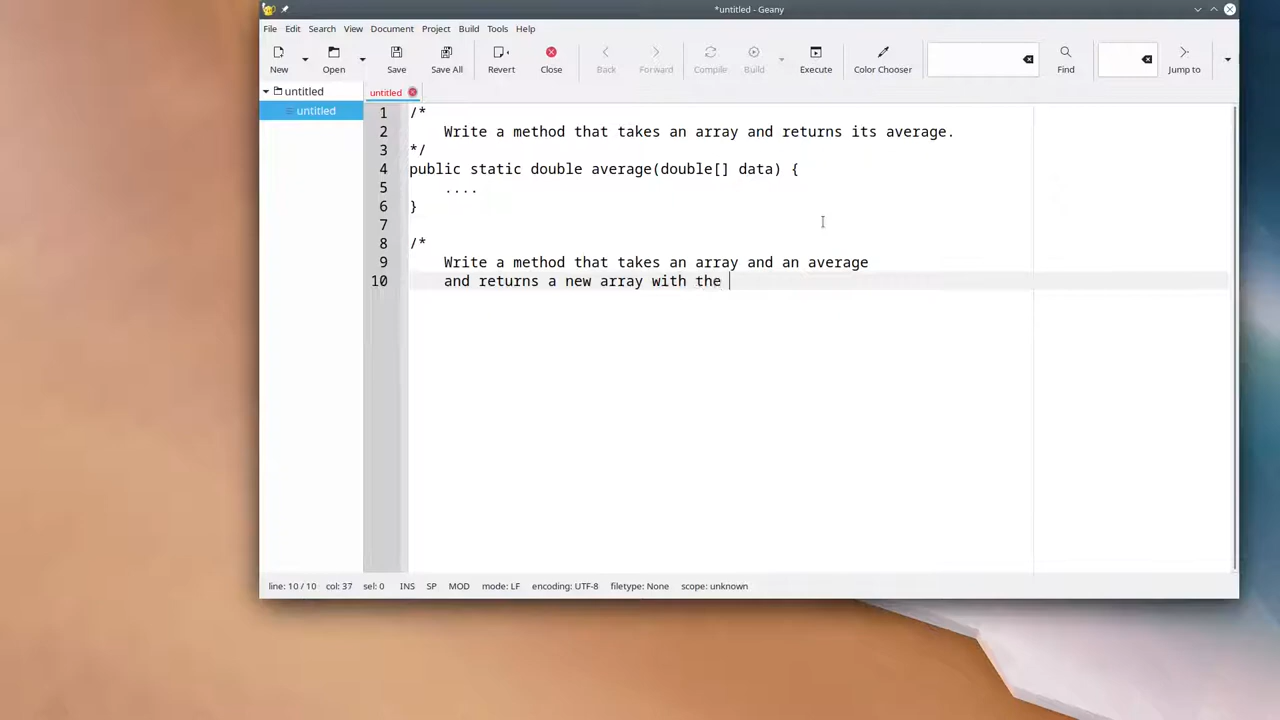 *untitled - Geany
File Edit Search View Document Project Build Tools Help
New Open Save Save All Revert Close Back Forward Compile Build Execute Color Chooser Find Jump to
untitled
untitled
untitled
1 /*
2 Write a method that takes an array and returns its average.
3 */
4 public static double average(double[] data) {
5 ....
6 }
7
8 /*
9 Write a method that takes an array and an average
10 and returns a new array with the
line: 10 / 10 col: 37 sel: 0 INS SP MOD mode: LF encoding: UTF-8 filetype: None scope: unknown